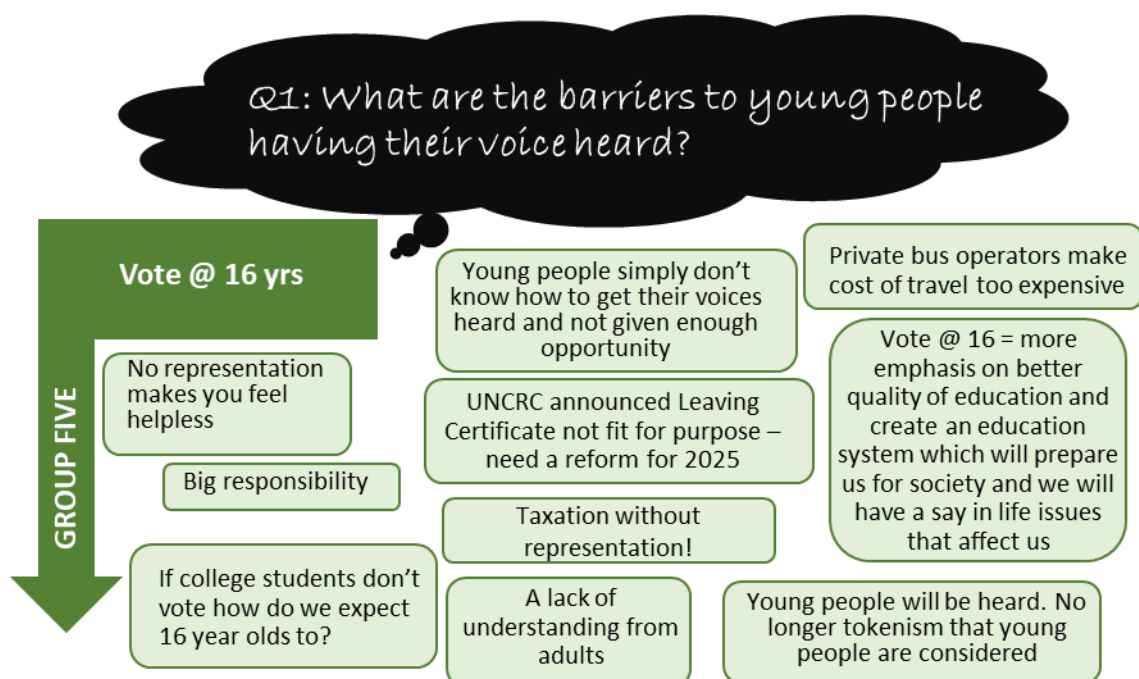 Q1: What are the barriers to young people
having their voice heard?
Vote @ 16 yrs
GROUP FIVE
No representation
makes you feel
helpless
Big responsibility
If college students don’t
vote how do we expect
16 year olds to?
Young people simply don’t
know how to get their voices
heard and not given enough
opportunity
UNCRC announced Leaving
Certificate not fit for purpose –
need a reform for 2025
Taxation without
representation!
A lack of
understanding from
adults
Private bus operators make
cost of travel too expensive
Vote @ 16 = more
emphasis on better
quality of education and
create an education
system which will prepare
us for society and we will
have a say in life issues
that affect us
Young people will be heard. No
longer tokenism that young
people are considered